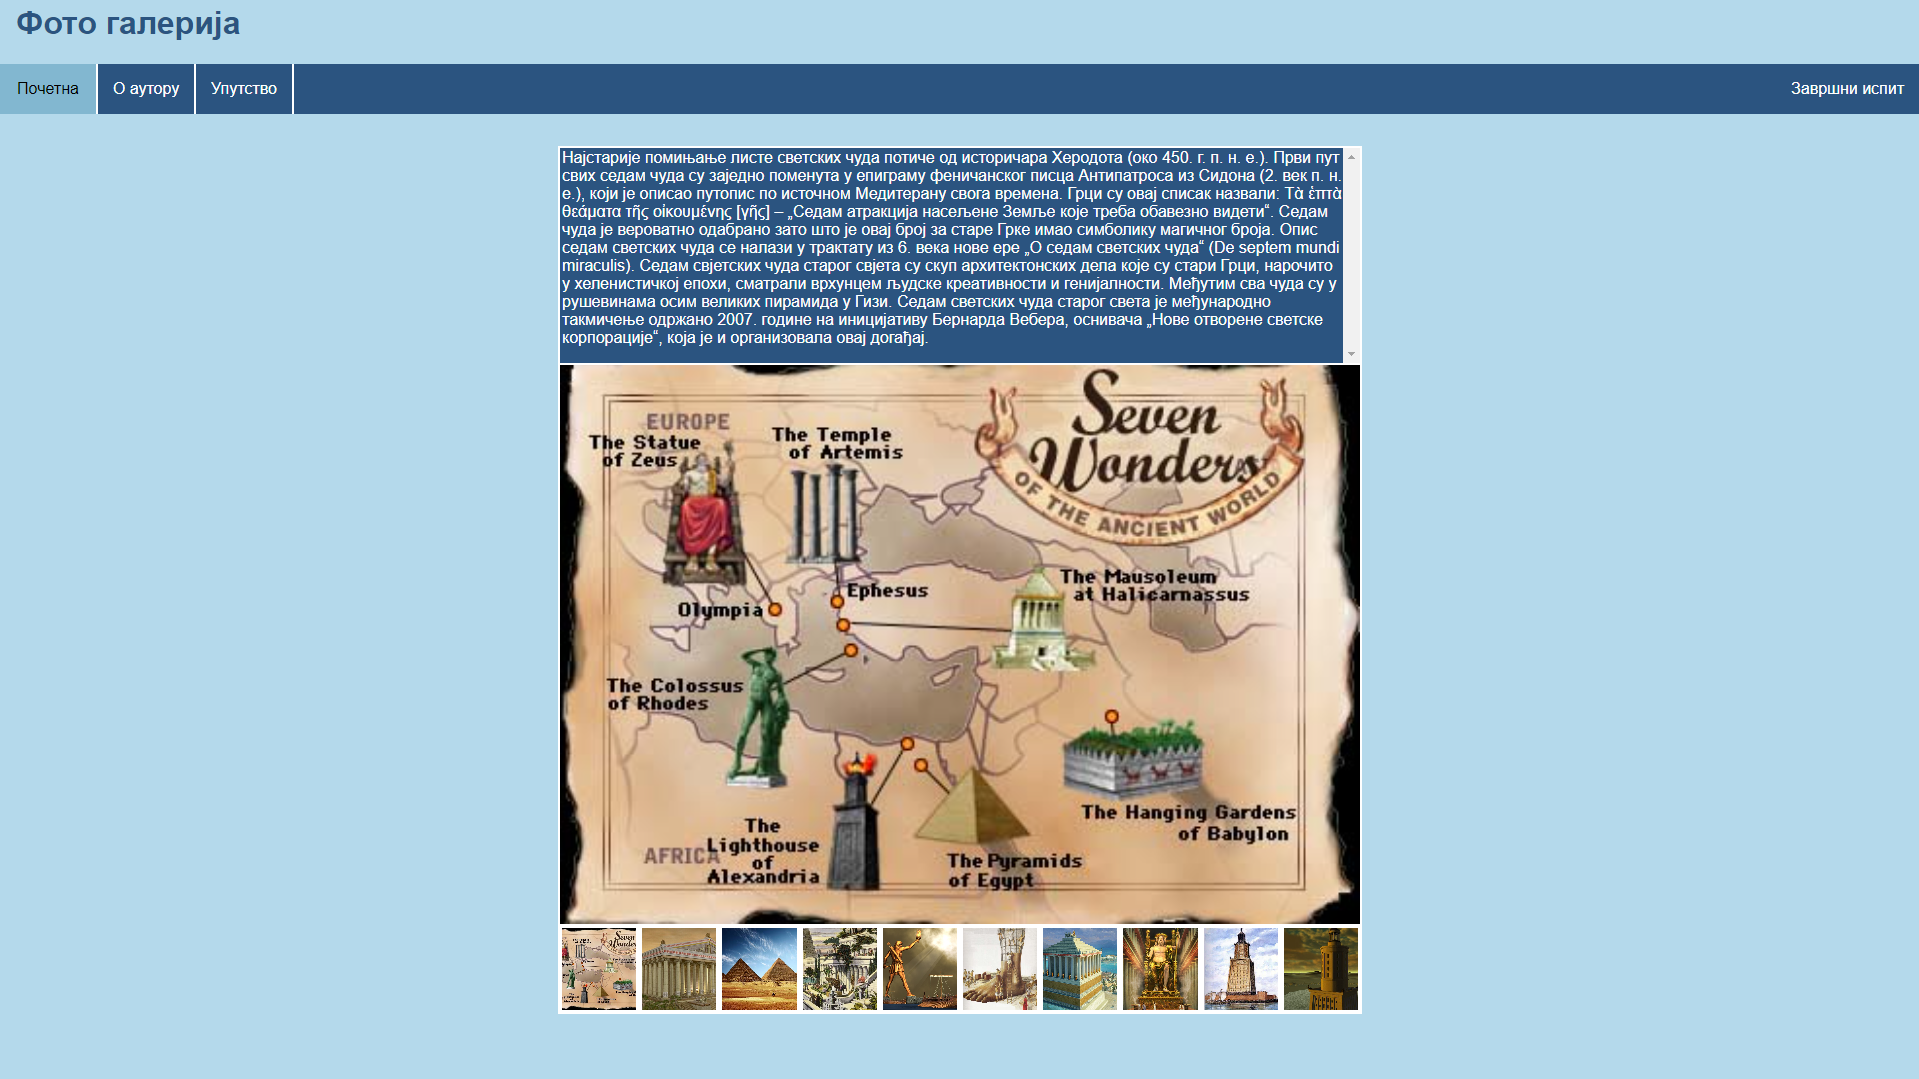 Фото галерија
Почетна
О аутору
Упутство
Завршни испит
Најстарије помињање листе светских чуда потиче од историчара Херодота (око 450. г. п. н. е.). Први пут
свих седам чуда су заједно поменута у епиграму феничанског писца Антипатроса из Сидона (2. век п. н.
е.), који је описао путопис по источном Медитерану свога времена. Грци су овај списак назвали: Τὰ ἑπτὰ
θεάματα τῆς οἰκουμένης [γῆς] – „Седам атракција насељене Земље које треба обавезно видети“. Седам
чуда је вероватно одабрано зато што је овај број за старе Грке имао симболику магичног броја. Опис
седам светских чуда се налази у трактату из 6. века нове ере „О седам светских чуда“ (De septem mundi
miraculis). Седам свјетских чуда старог свјета су скуп архитектонских дела које су стари Грци, нарочито
у хеленистичкој епохи, сматрали врхунцем људске креативности и генијалности. Међутим сва чуда су у
рушевинама осим великих пирамида у Гизи. Седам светских чуда старог света је међународно
такмичење одржано 2007. године на иницијативу Бернарда Вебера, оснивача „Нове отворене светске
корпорације“, која је и организовала овај догађај.
Seven
Wonders
OF THE ANCIENT WORLD
EUROPE
The Statue
of Zeus
The Temple
of Artemis
Olympia
Ephesus
The Mausoleum
at Halicarnassus
The Colossus
of Rhodes
The Hanging Gardens
of Babylon
AFRICA
The
Lighthouse
of
Alexandria
The Pyramids
of Egypt